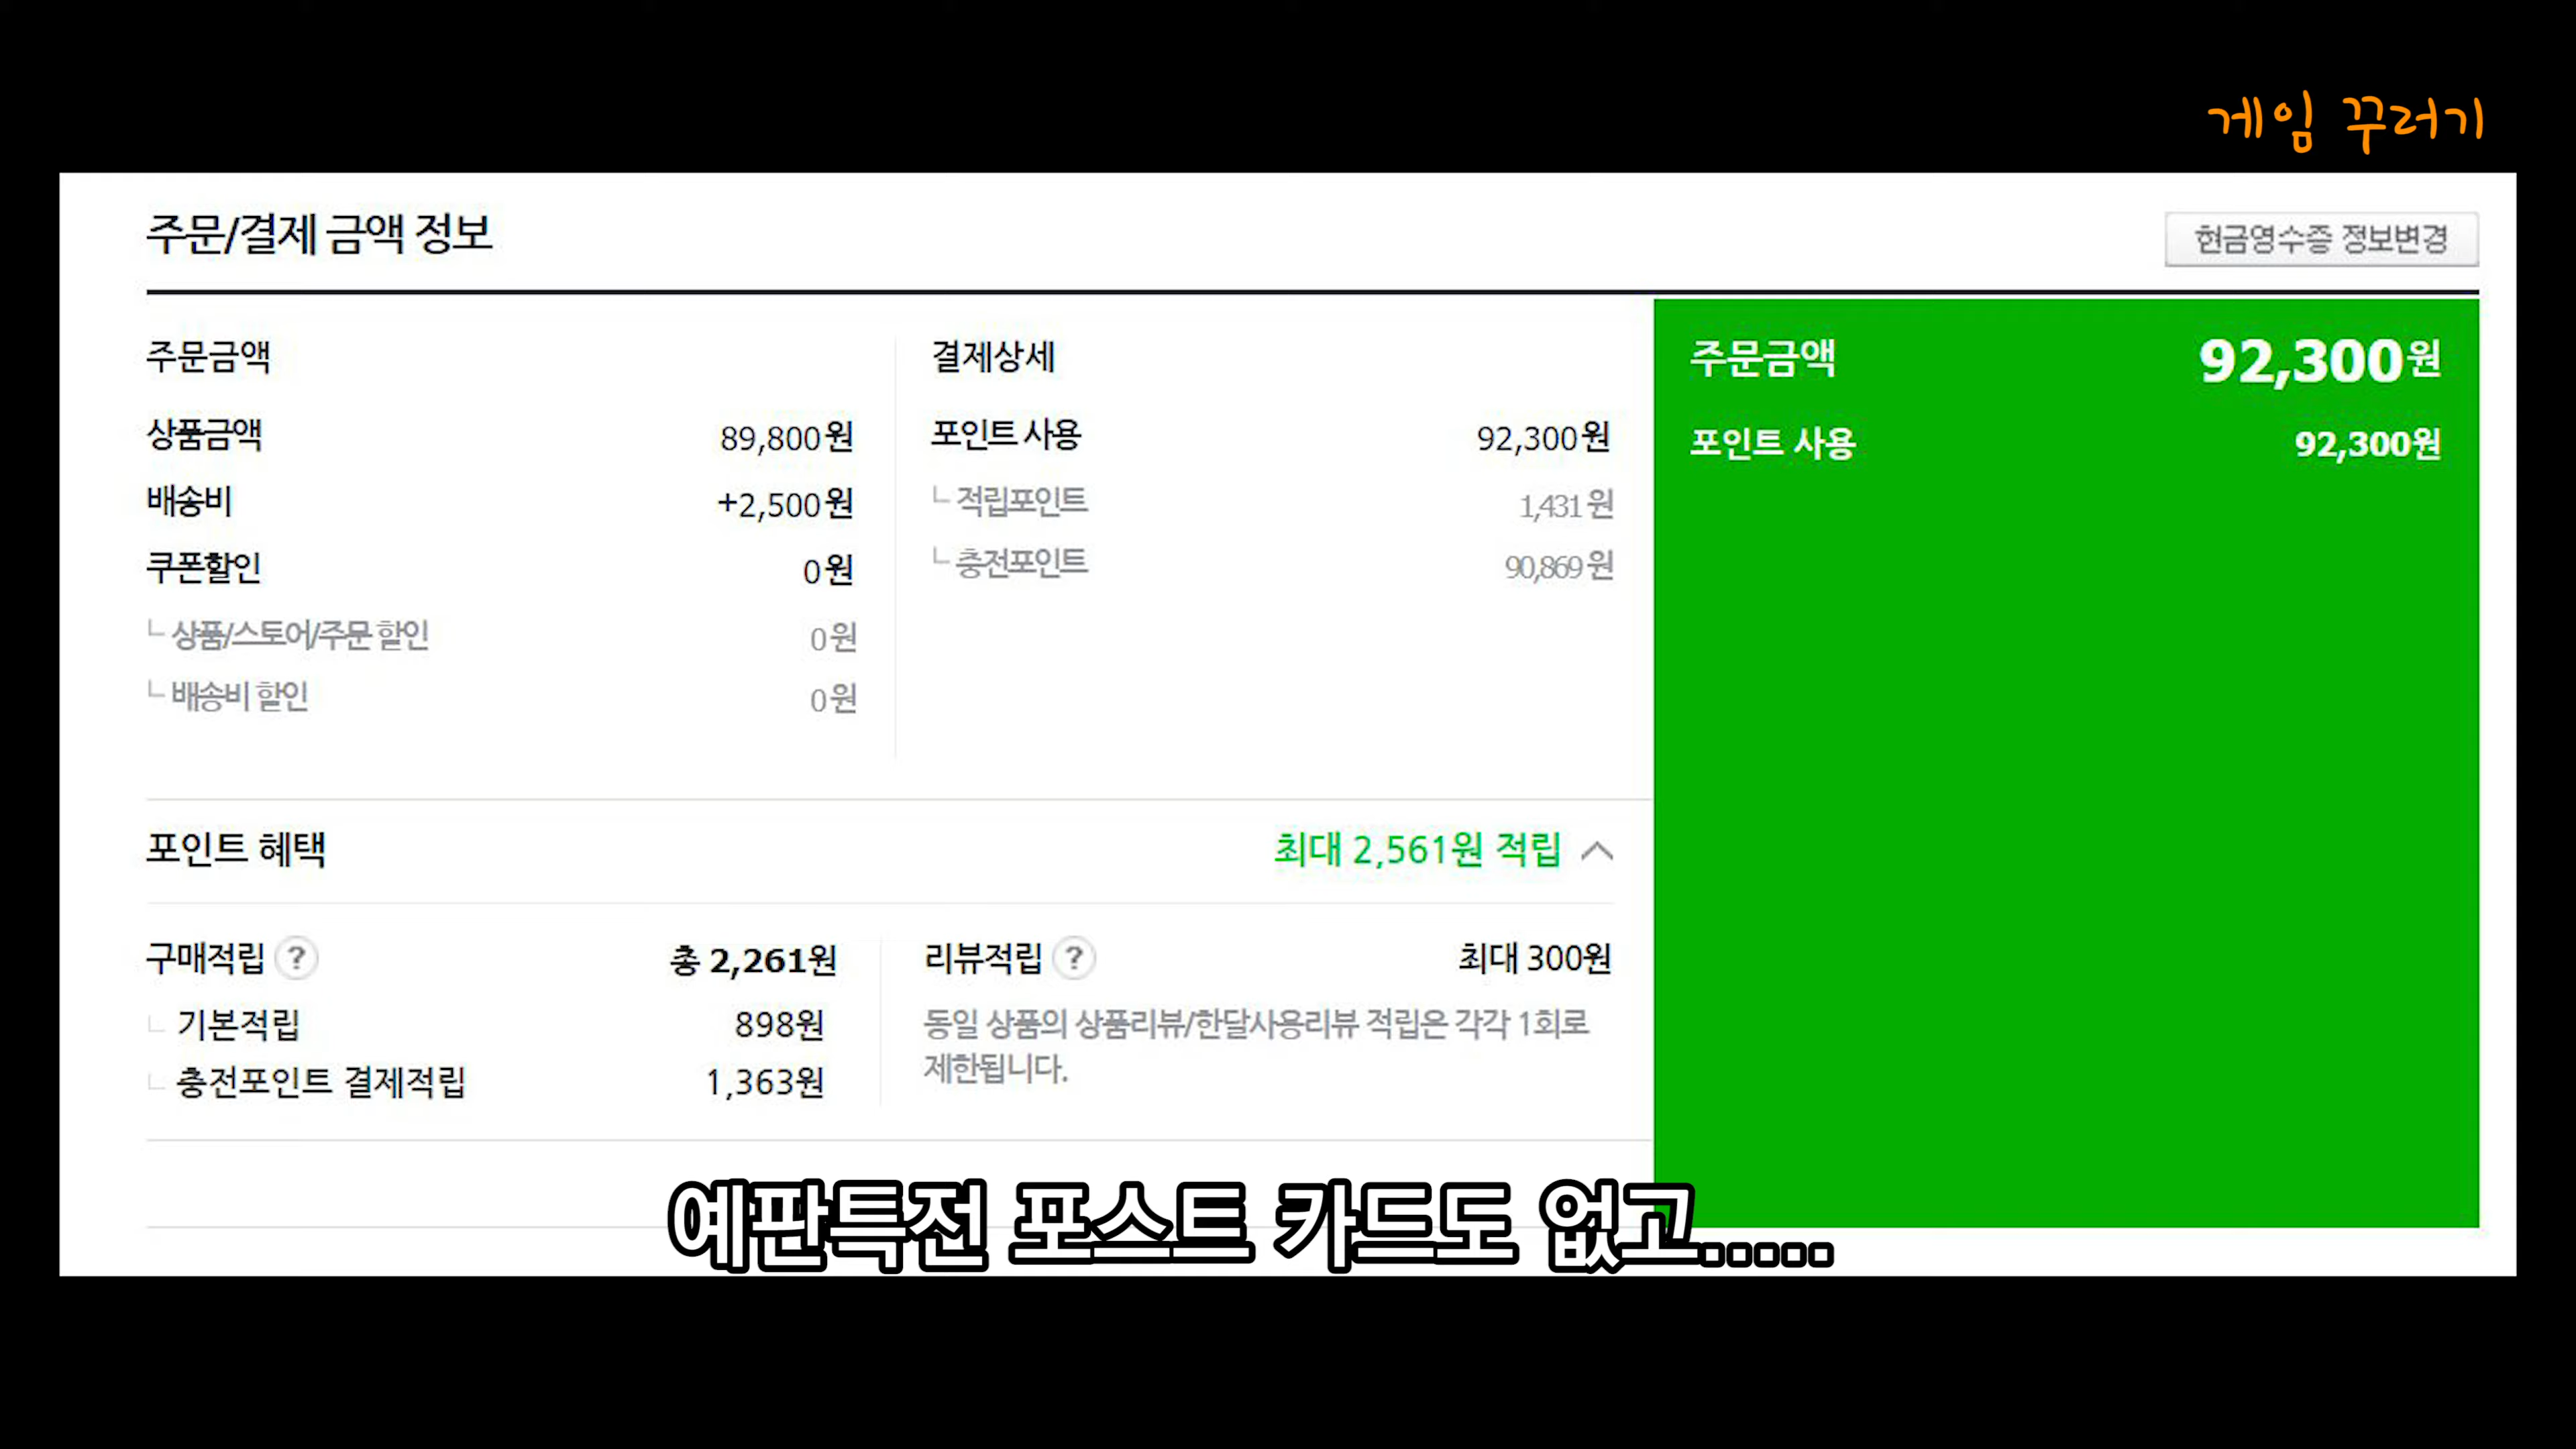 게임 꾸러기
주문/결제 금액 정보
현금영수증 정보변경
주문금액
상품금액 89,800원
배송비 +2,500원
쿠폰할인 0원
└ 상품/스토어/주문 할인 0원
└ 배송비 할인 0원
결제상세
포인트 사용 92,300원
└ 적립포인트 1,431원
└ 충전포인트 90,869원
주문금액 92,300원
포인트 사용 92,300원
포인트 혜택 최대 2,561원 적립
구매적립 ? 총 2,261원
└ 기본적립 898원
└ 충전포인트 결제적립 1,363원
리뷰적립 ? 최대 300원
동일 상품의 상품리뷰/한달사용리뷰 적립은 각각 1회로
제한됩니다.
예판특전 포스트 카드도 없고.....